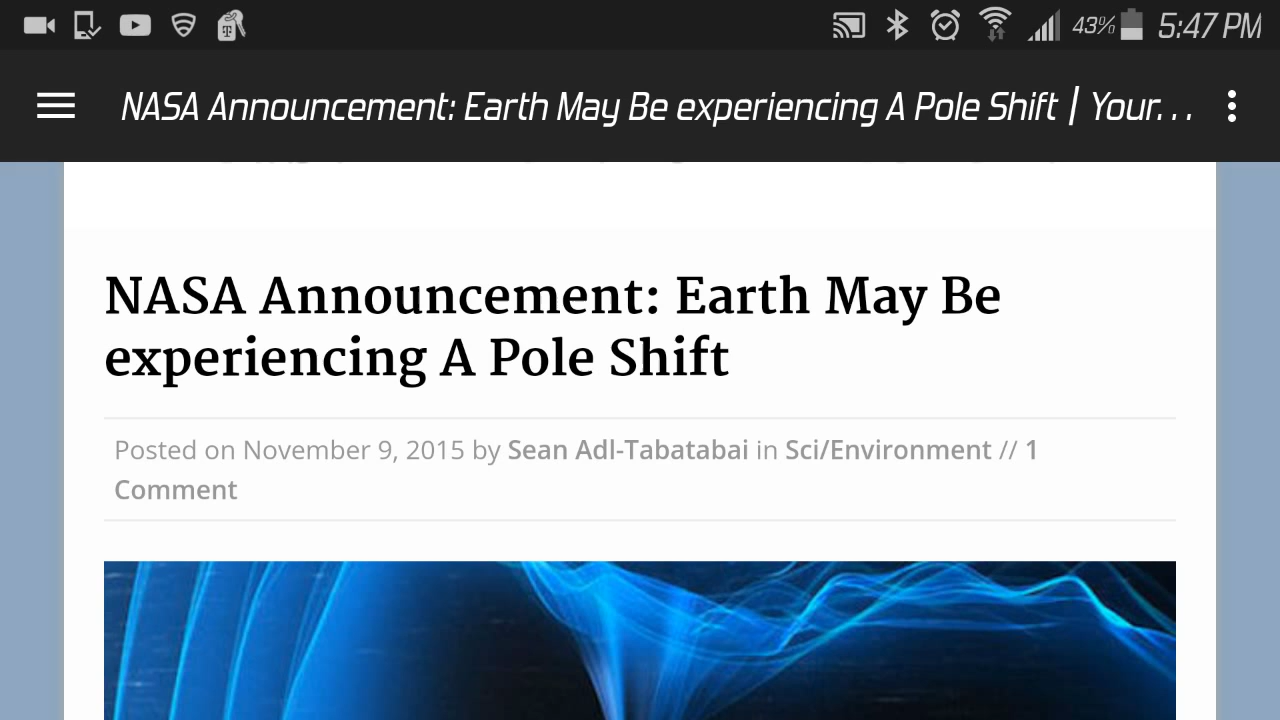 43% 5:47 PM
NASA Announcement: Earth May Be experiencing A Pole Shift | Your...
NASA Announcement: Earth May Be
experiencing A Pole Shift
Posted on November 9, 2015 by Sean Adl-Tabatabai in Sci/Environment // 1
Comment